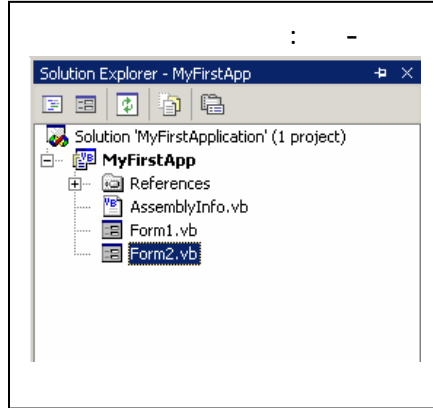 : -
Solution Explorer - MyFirstApp
Solution 'MyFirstApplication' (1 project)
MyFirstApp
References
AssemblyInfo.vb
Form1.vb
Form2.vb